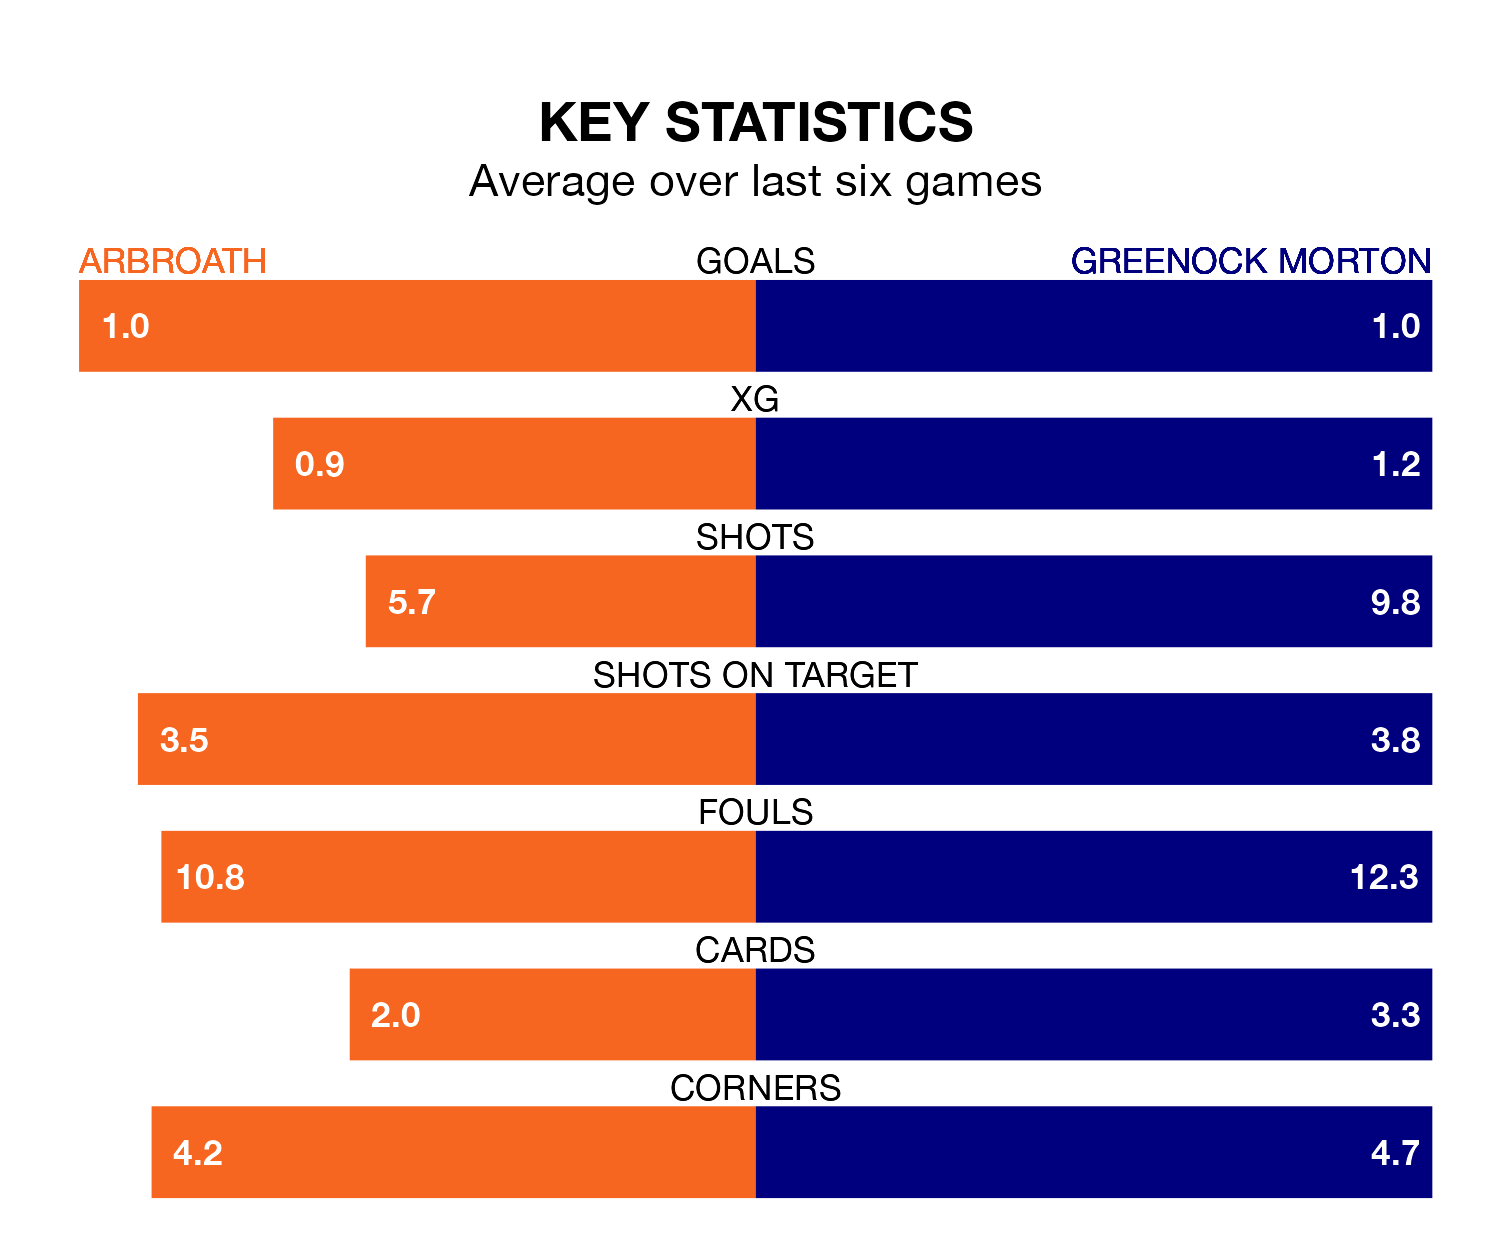 KEY STATISTICS
Average over last six games
ARBROATH GOALS GREENOCK MORTON
1.0 1.0
XG
0.9 1.2
SHOTS
5.7 9.8
SHOTS ON TARGET
3.5 3.8
FOULS
10.8 12.3
CARDS
2.0 3.3
CORNERS
4.2 4.7